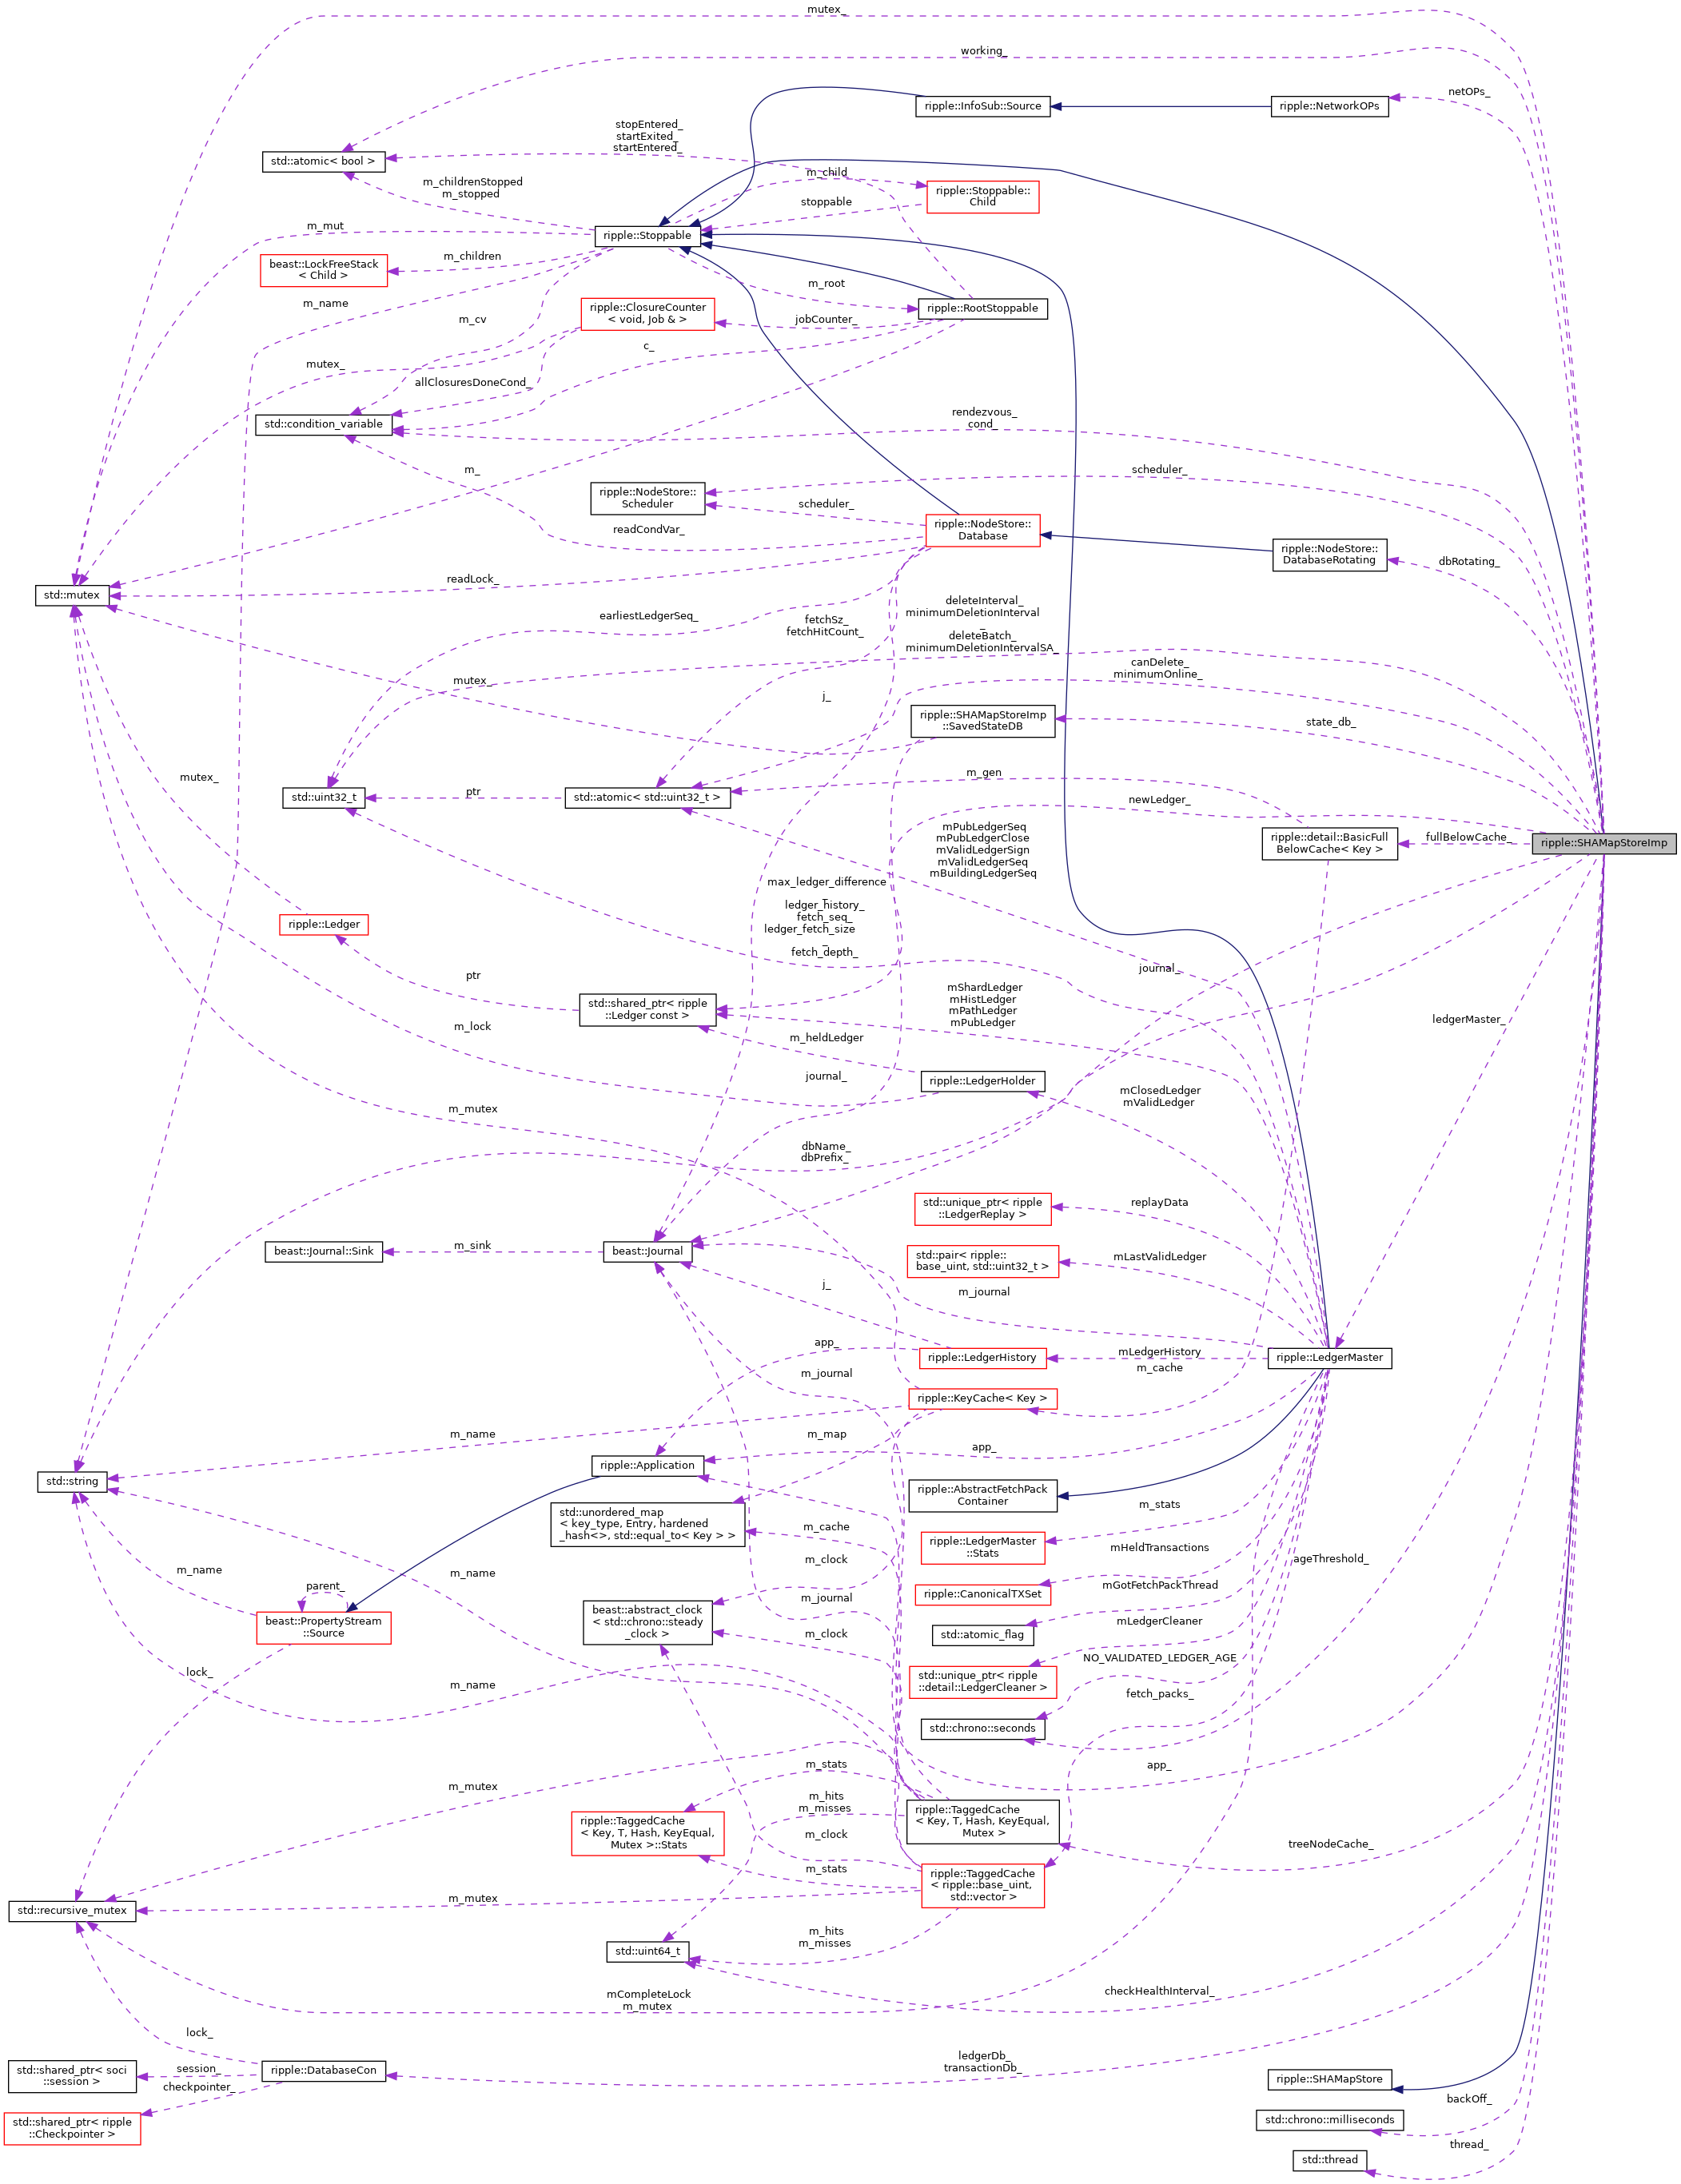 mutex_
working_
netOPs_
ripple::InfoSub::Source
ripple::NetworkOPs
stopEntered_
startExited_
startEntered_
std::atomic< bool >
m_child
m_childrenStopped
m_stopped
ripple::Stoppable::
Child
stoppable
m_mut
ripple::Stoppable
m_children
beast::LockFreeStack
< Child >
m_root
m_name
ripple::ClosureCounter
< void, Job & >
ripple::RootStoppable
m_cv
jobCounter_
c_
mutex_
allClosuresDoneCond_
rendezvous_
cond_
std::condition_variable
m_
scheduler_
ripple::NodeStore::
Scheduler
scheduler_
readCondVar_
ripple::NodeStore::
Database
ripple::NodeStore::
DatabaseRotating
dbRotating_
readLock_
std::mutex
earliestLedgerSeq_
fetchSz_
fetchHitCount_
deleteInterval_
minimumDeletionInterval
_
deleteBatch_
minimumDeletionIntervalSA_
canDelete_
minimumOnline_
mutex_
j_
ripple::SHAMapStoreImp
::SavedStateDB
state_db_
m_gen
mutex_
std::uint32_t
ptr
std::atomic< std::uint32_t >
newLedger_
mPubLedgerSeq
mPubLedgerClose
mValidLedgerSign
mValidLedgerSeq
mBuildingLedgerSeq
ripple::detail::BasicFull
BelowCache< Key >
fullBelowCache_
ripple::SHAMapStoreImp
max_ledger_difference
_
ledger_history_
fetch_seq_
ledger_fetch_size
_
fetch_depth_
ripple::Ledger
journal_
ptr
std::shared_ptr< ripple
::Ledger const >
mShardLedger
mHistLedger
mPathLedger
mPubLedger
ledgerMaster_
m_lock
m_heldLedger
journal_
ripple::LedgerHolder
mClosedLedger
mValidLedger
m_mutex
dbName_
dbPrefix_
std::unique_ptr< ripple
::LedgerReplay >
replayData
beast::Journal::Sink
m_sink
beast::Journal
std::pair< ripple::
base_uint, std::uint32_t >
mLastValidLedger
j_
m_journal
app_
ripple::LedgerHistory
mLedgerHistory
m_cache
ripple::LedgerMaster
m_journal
ripple::KeyCache< Key >
m_name
m_map
app_
std::string
ripple::Application
ripple::AbstractFetchPack
Container
std::unordered_map
< key_type, Entry, hardened
_hash<>, std::equal_to< Key > >
m_stats
m_cache
ripple::LedgerMaster
::Stats
mHeldTransactions
ageThreshold_
m_clock
m_name
m_name
parent_
mGotFetchPackThread
ripple::CanonicalTXSet
m_journal
beast::abstract_clock
< std::chrono::steady
_clock >
beast::PropertyStream
::Source
mLedgerCleaner
std::atomic_flag
m_clock
NO_VALIDATED_LEDGER_AGE
lock_
std::unique_ptr< ripple
::detail::LedgerCleaner >
m_name
fetch_packs_
std::chrono::seconds
app_
m_stats
m_mutex
m_hits
m_misses
ripple::TaggedCache
< Key, T, Hash, KeyEqual,
Mutex >
ripple::TaggedCache
< Key, T, Hash, KeyEqual,
Mutex >::Stats
m_clock
treeNodeCache_
m_stats
ripple::TaggedCache
< ripple::base_uint,
std::vector >
m_mutex
std::recursive_mutex
m_hits
m_misses
std::uint64_t
mCompleteLock
m_mutex
checkHealthInterval_
lock_
ledgerDb_
transactionDb_
std::shared_ptr< soci
::session >
session_
ripple::DatabaseCon
checkpointer_
ripple::SHAMapStore
backOff_
std::shared_ptr< ripple
::Checkpointer >
std::chrono::milliseconds
thread_
std::thread